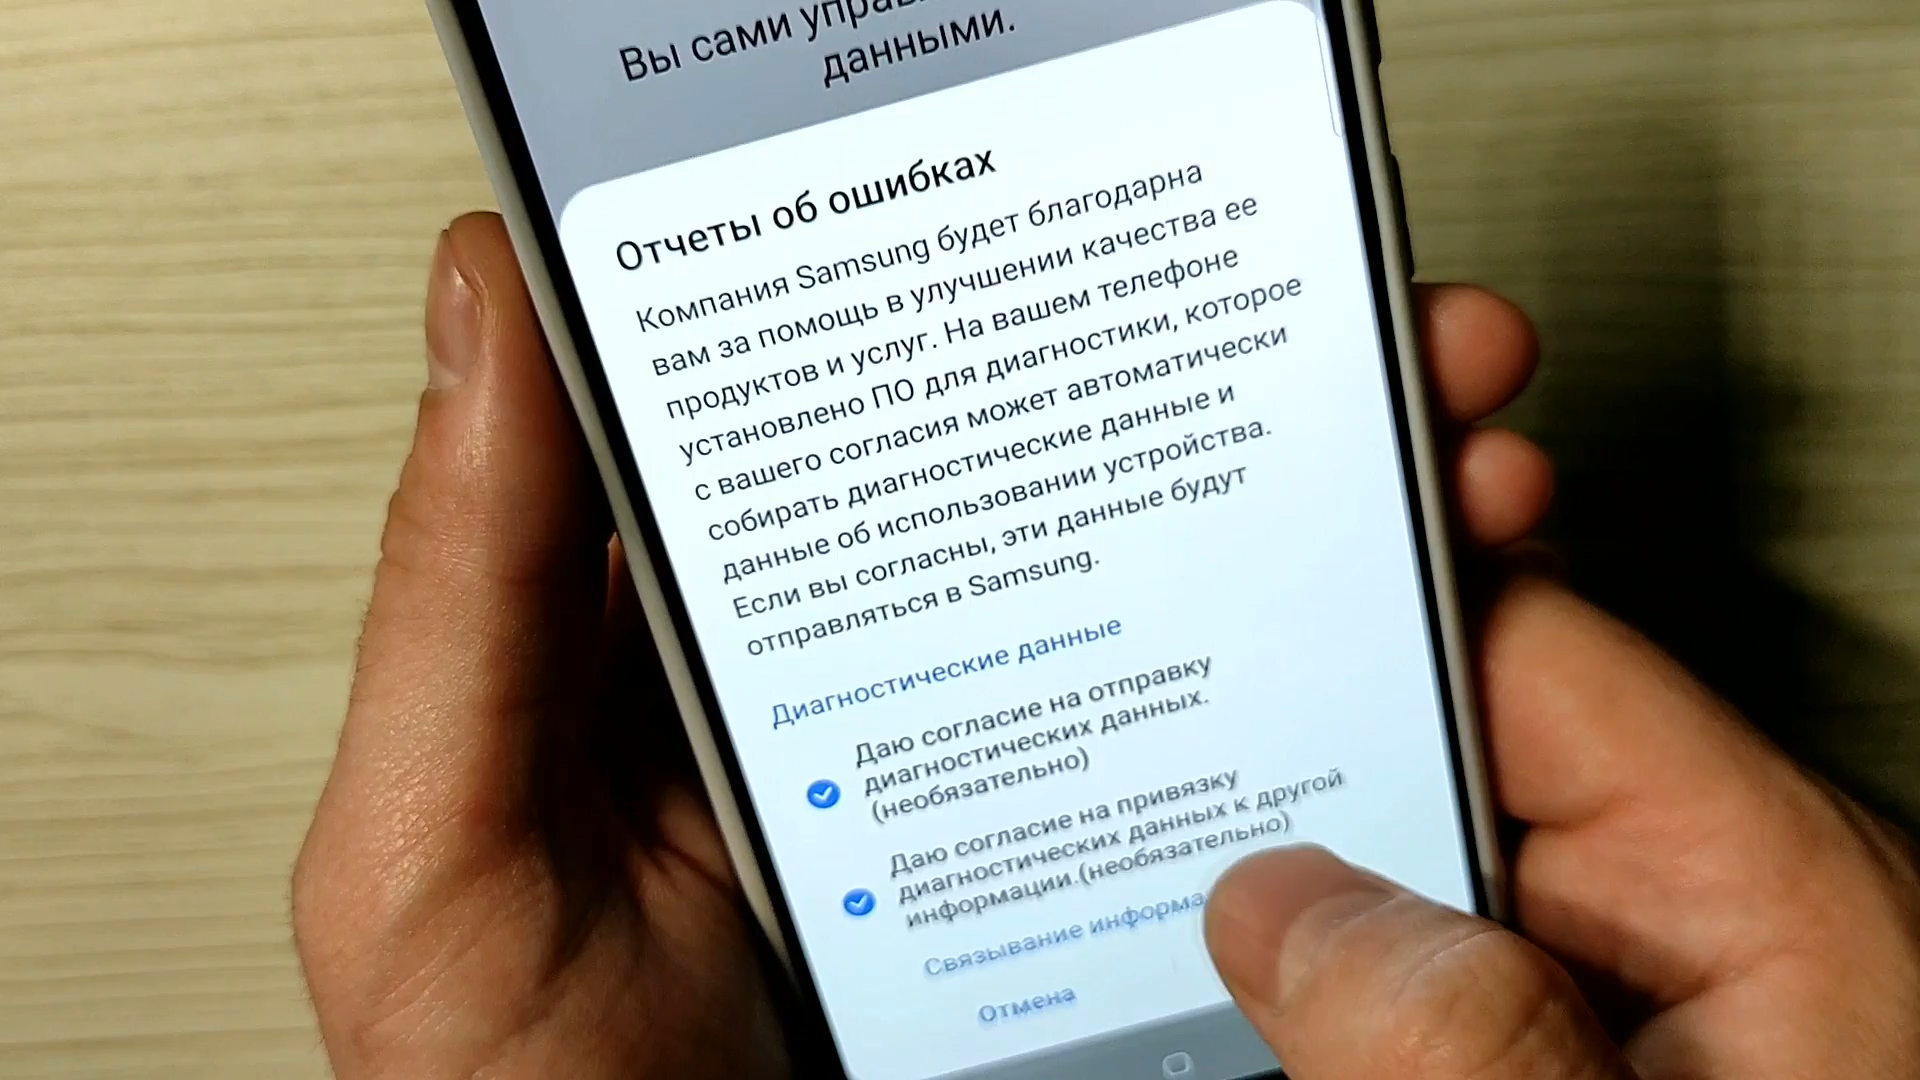 Вы сами
данными.
Отчеты об ошибках
Компания Samsung будет благодарна
вам за помощь в улучшении качества ее
продуктов и услуг. На вашем телефоне
установлено ПО для диагностики, которое
с вашего согласия может автоматически
собирать диагностические данные и
данные об использовании устройства.
Если вы согласны, эти данные будут
отправляться в Samsung.
Диагностические данные
Даю согласие на отправку
диагностических данных.
(необязательно)
Даю согласие на привязку
диагностических данных к другой
информации.(необязательно)
Связывание
Отмена